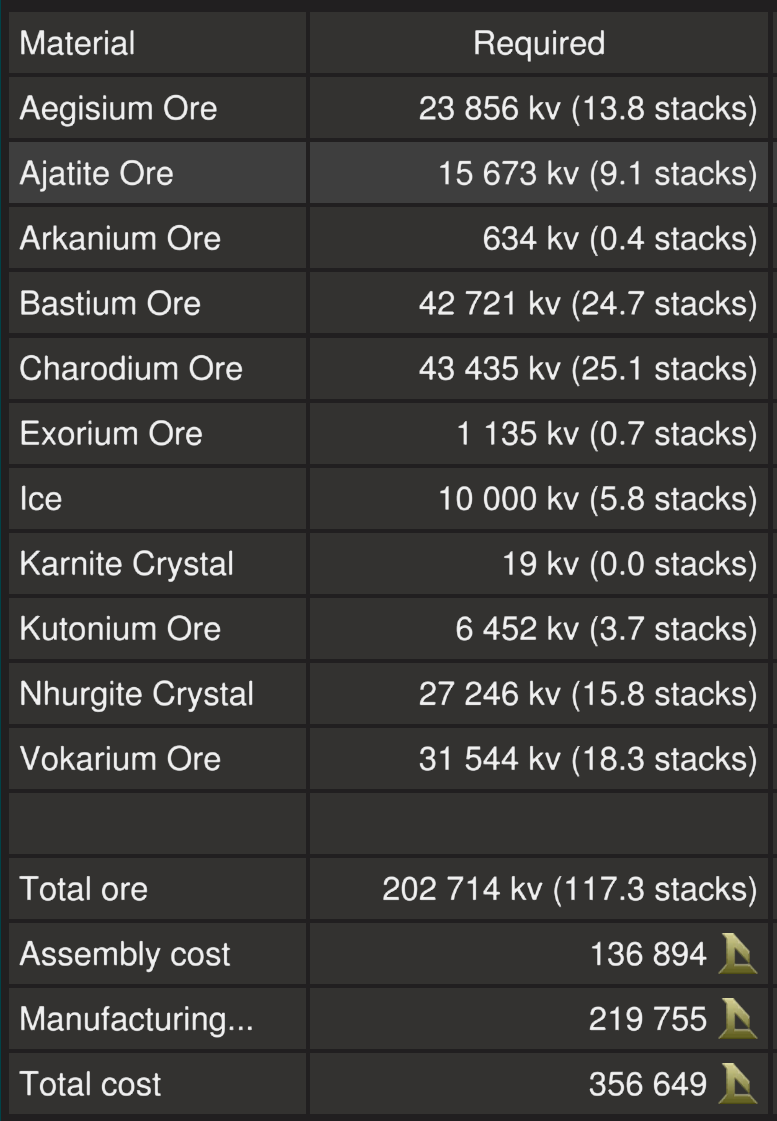 Material Required
Aegisium Ore 23 856 kv (13.8 stacks)
Ajatite Ore 15 673 kv (9.1 stacks)
Arkanium Ore 634 kv (0.4 stacks)
Bastium Ore 42 721 kv (24.7 stacks)
Charodium Ore 43 435 kv (25.1 stacks)
Exorium Ore 1 135 kv (0.7 stacks)
Ice 10 000 kv (5.8 stacks)
Karnite Crystal 19 kv (0.0 stacks)
Kutonium Ore 6 452 kv (3.7 stacks)
Nhurgite Crystal 27 246 kv (15.8 stacks)
Vokarium Ore 31 544 kv (18.3 stacks)
Total ore 202 714 kv (117.3 stacks)
Assembly cost 136 894
Manufacturing... 219 755
Total cost 356 649